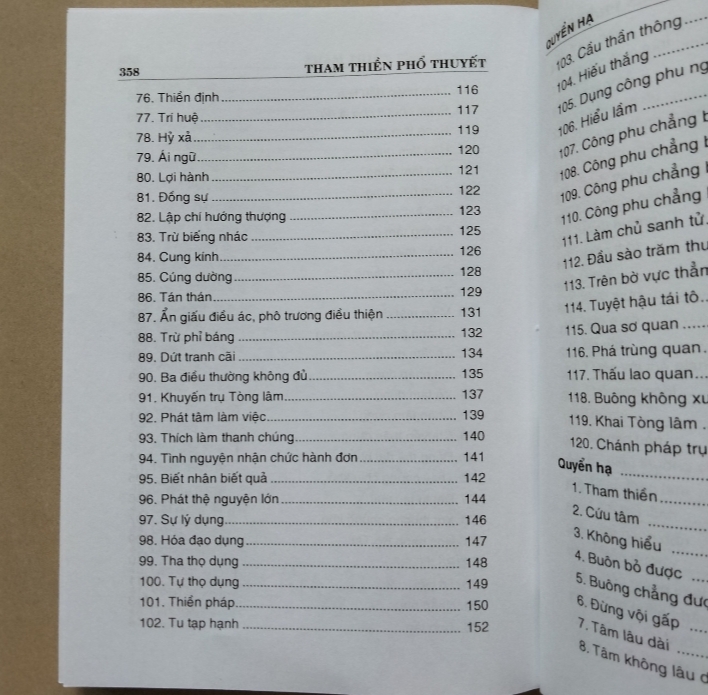 358 THAM THIỀN PHỔ THUYẾT
76. Thiền định 116
77. Trí huệ 117
78. Hỷ xả 119
79. Ái ngữ 120
80. Lợi hành 121
81. Đồng sự 122
82. Lập chí hướng thượng 123
83. Trừ biếng nhác 125
84. Cung kính 126
85. Cúng dường 128
86. Tán thán 129
87. Ẩn giấu điều ác, phô trương điều thiện 131
88. Trừ phỉ báng 132
89. Dứt tranh cãi 134
90. Ba điều thường không đủ 135
91. Khuyến trụ Tòng lâm 137
92. Phát tâm làm việc 139
93. Thích làm thanh chúng 140
94. Tình nguyện nhận chức hành đơn 141
95. Biết nhân biết quả 142
96. Phát thệ nguyện lớn 144
97. Sự lý dụng 146
98. Hóa đạo dụng 147
99. Tha thọ dụng 148
100. Tự thọ dụng 149
101. Thiền pháp 150
102. Tu tạp hạnh 152
QUYỂN HẠ
103. Cầu thần thông
104. Hiếu thắng
105. Dụng công phu
106. Hiểu lầm
107. Công phu chẳng
108. Công phu chẳng
109. Công phu chẳng
110. Công phu chẳng
111. Làm chủ sanh tử
112. Đầu sào trăm
113. Trên bờ vực
114. Tuyệt hậu tái tô
115. Qua sơ quan
116. Phá trùng quan
117. Thấu lao quan
118. Buông không
119. Khai Tòng lâm
120. Chánh pháp
Quyển hạ
1. Tham thiền
2. Cứu tâm
3. Không hiểu
4. Buôn bỏ được
5. Buông chẳng
6. Đừng vội gấp
7. Tâm lâu dài
8. Tâm không lâu